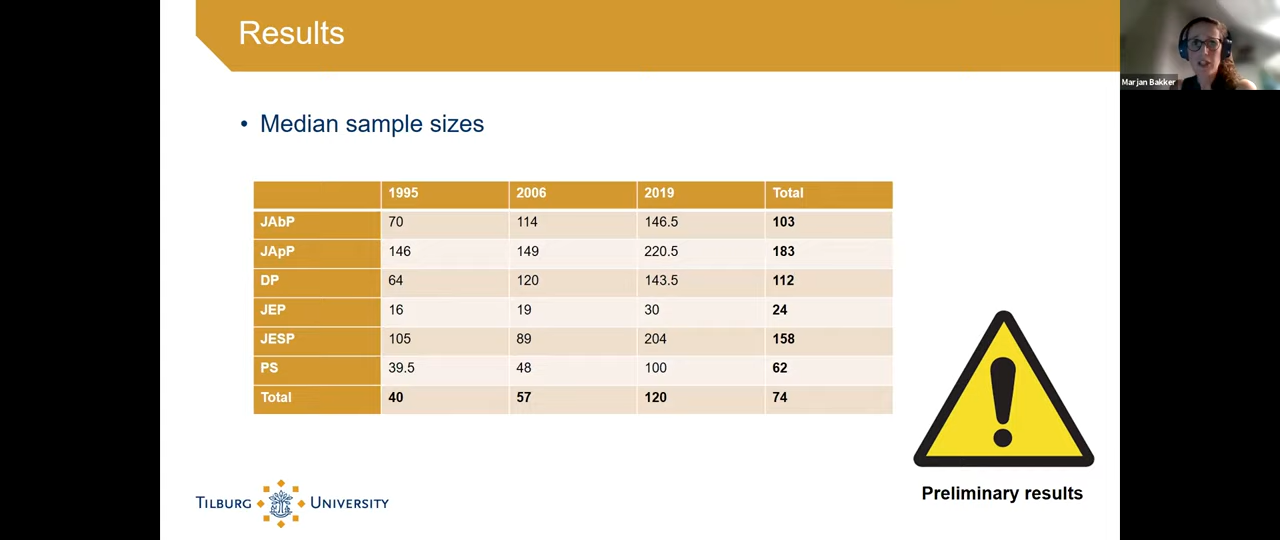 Results
Marjan Bakker
• Median sample sizes
1995 2006 2019 Total
JAbP 70 114 146.5 103
JApP 146 149 220.5 183
DP 64 120 143.5 112
JEP 16 19 30 24
JESP 105 89 204 158
PS 39.5 48 100 62
Total 40 57 120 74
Preliminary results
TILBURG UNIVERSITY